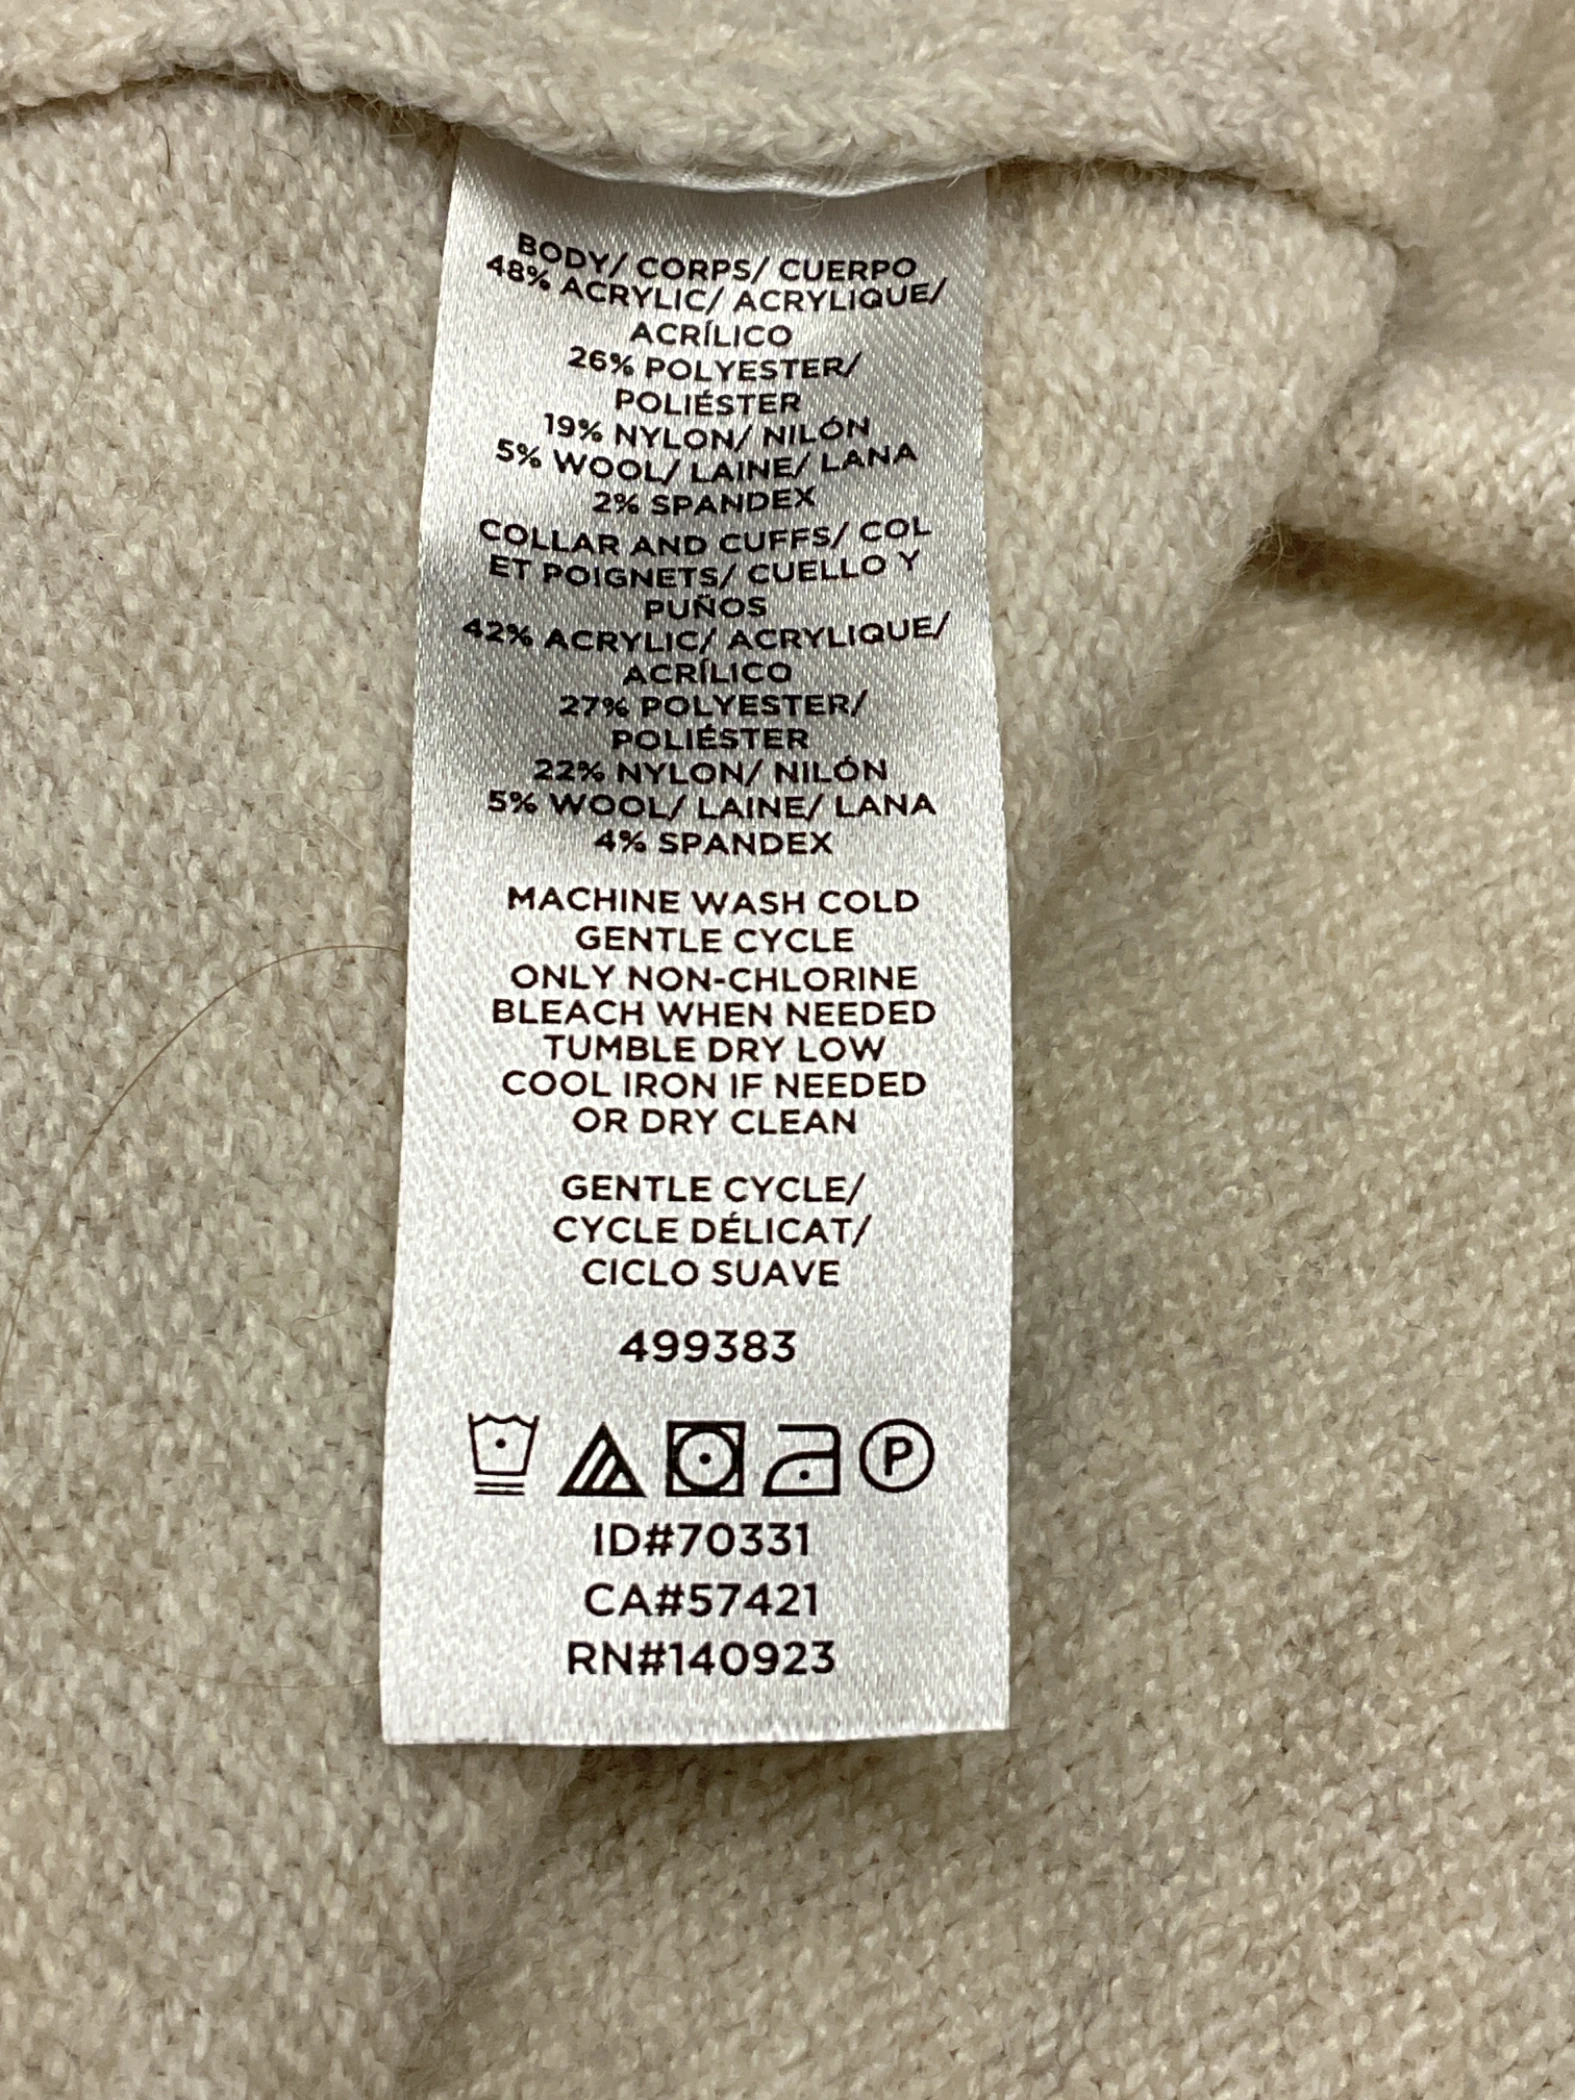 BODY/ CORPS/ CUERPO
48% ACRYLIC/ ACRYLIQUE/
ACRÍLICO
26% POLYESTER/
POLIÉSTER
19% NYLON/ NILÓN
5% WOOL/ LAINE/ LANA
2% SPANDEX
COLLAR AND CUFFS/ COL
ET POIGNETS/ CUELLO Y
PUÑOS
42% ACRYLIC/ ACRYLIQUE/
ACRÍLICO
27% POLYESTER/
POLIÉSTER
22% NYLON/ NILÓN
5% WOOL/ LAINE/ LANA
4% SPANDEX
MACHINE WASH COLD
GENTLE CYCLE
ONLY NON-CHLORINE
BLEACH WHEN NEEDED
TUMBLE DRY LOW
COOL IRON IF NEEDED
OR DRY CLEAN
GENTLE CYCLE/
CYCLE DÉLICAT/
CICLO SUAVE
499383
P
ID#70331
CA#57421
RN#140923